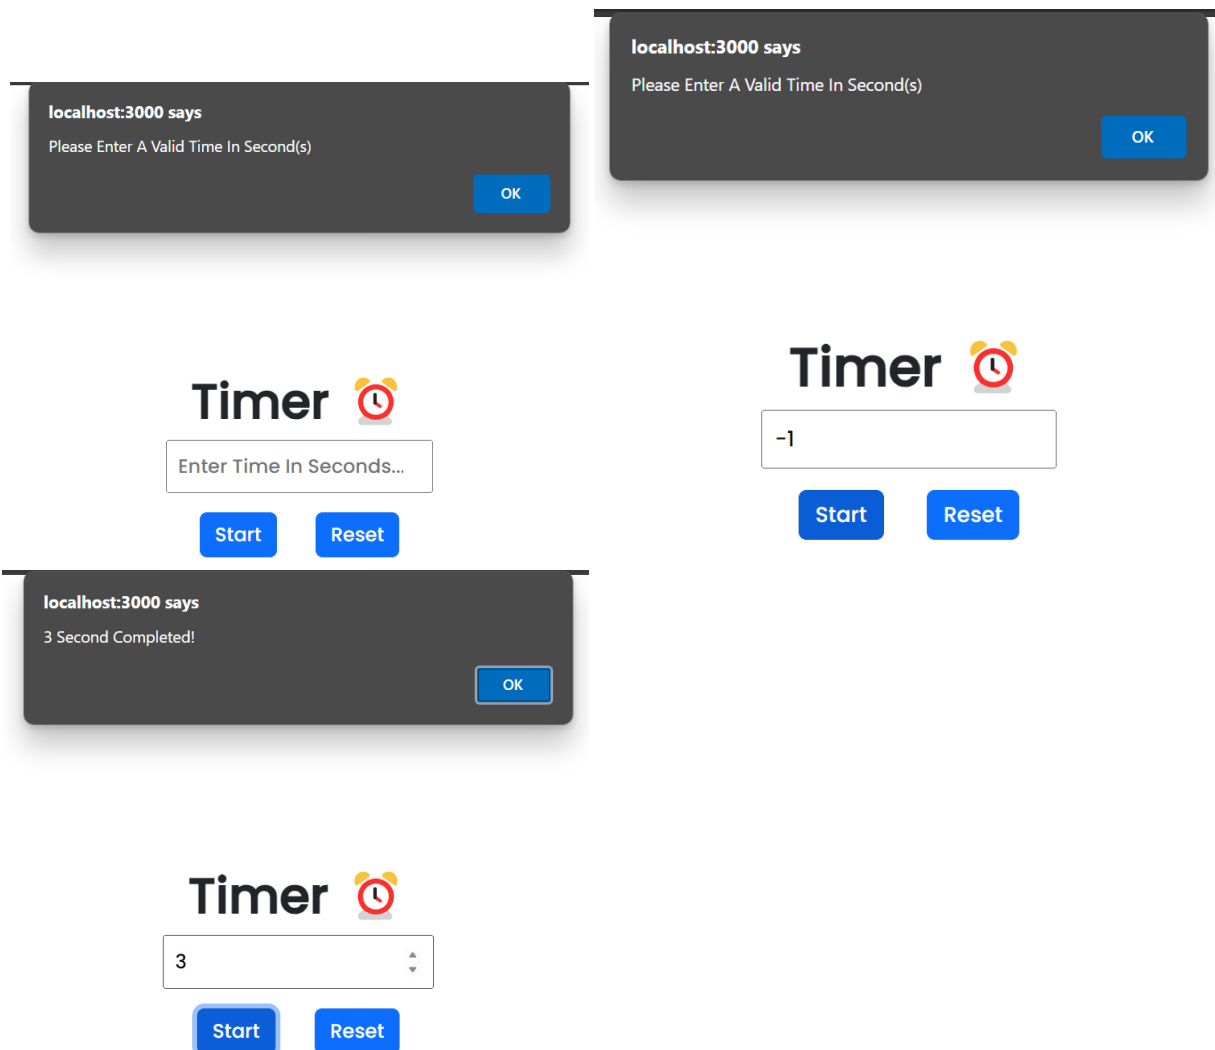 localhost:3000 says
Please Enter A Valid Time In Second(s)
OK
Timer
Enter Time In Seconds...
Start Reset
localhost:3000 says
Please Enter A Valid Time In Second(s)
OK
Timer
-1
Start Reset
localhost:3000 says
3 Second Completed!
OK
Timer
3
Start Reset